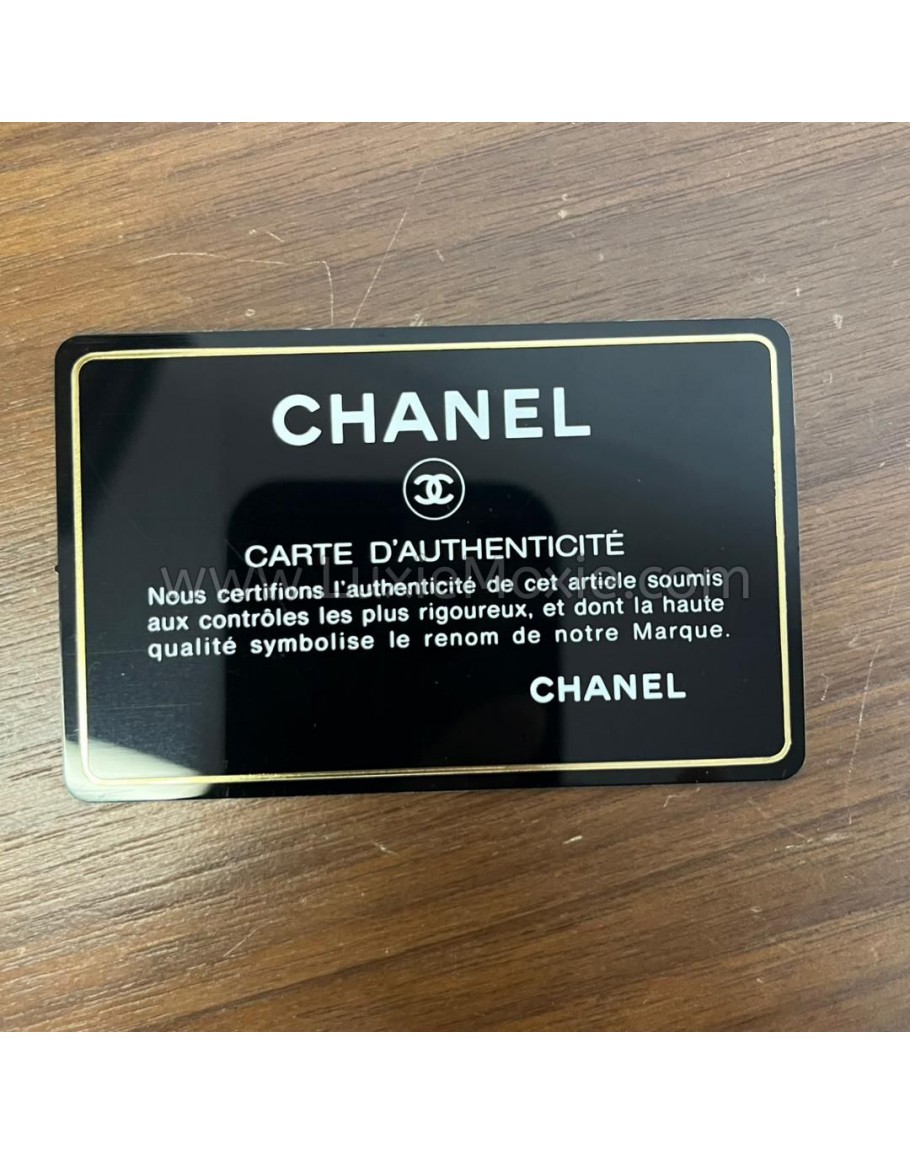 CHANEL
CARTE D'AUTHENTICITÉ
www.LuxieMoxie.com
Nous certifions l'authenticité de cet article soumis
aux contrôles les plus rigoureux, et dont la haute
qualité symbolise le renom de notre Marque.
CHANEL